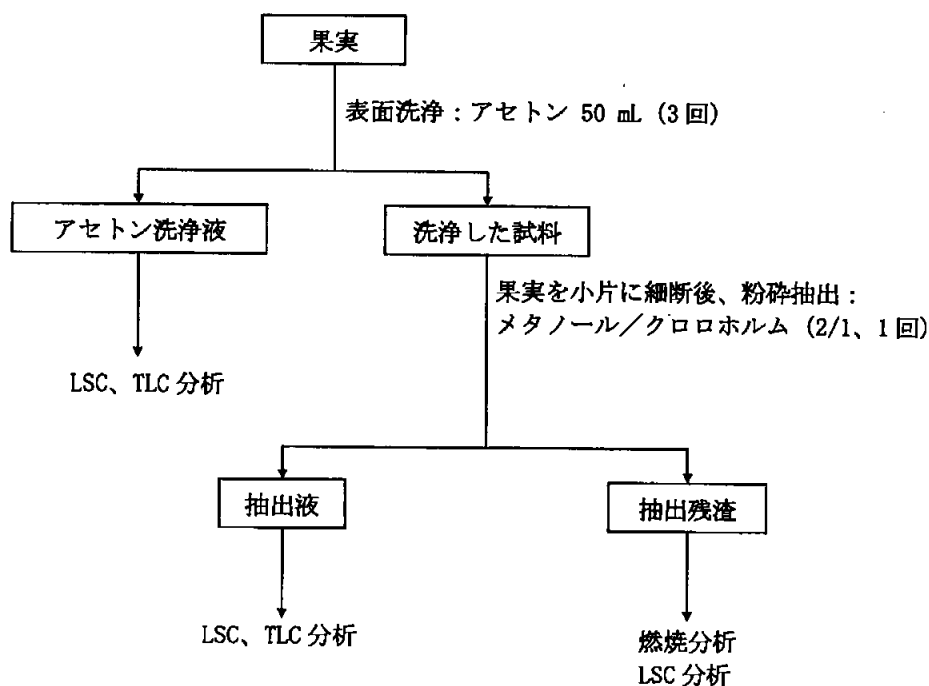 果実
表面洗浄：アセトン 50 mL (3回)
アセトン洗浄液
洗浄した試料
果実を小片に細断後、粉砕抽出：
メタノール／クロロホルム (2/1、1回)
LSC、TLC 分析
抽出液
抽出残渣
LSC、TLC 分析
燃焼分析
LSC 分析